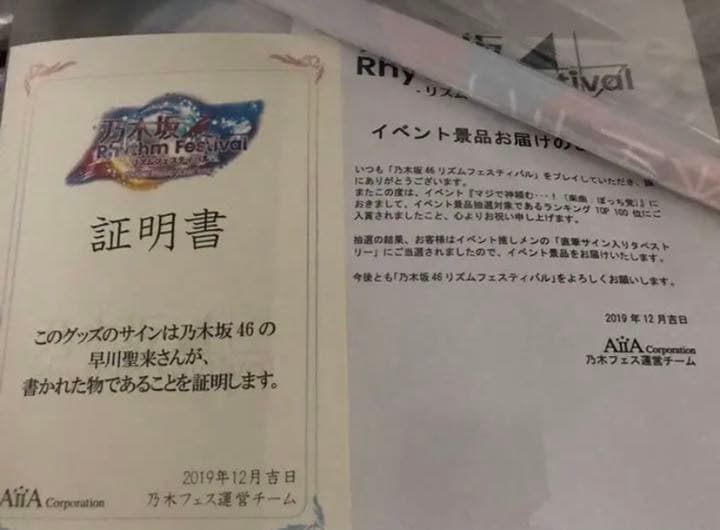 乃木坂
Rhythm Festival
リズムフェスティバル
証明書
このグッズのサインは乃木坂46の
早川聖来さんが、
書かれた物であることを証明します。
2019年12月吉日
AiiA Corporation
乃木フェス運営チーム
坂
イベント景品お届けの
いつも「乃木坂46リズムフェスティバル」をプレイしていただき、
にありがとうございます。
またこの度は、イベント『マジで神頼む…!(楽曲:ぼっち党)』に
おきまして、イベント景品抽選対象であるランキング TOP 100 位にご
入賞されましたこと、心よりお祝い申し上げます。
抽選の結果、お客様はイベント推しメンの「直筆サイン入りタペスト
リー」にご当選されましたので、イベント景品をお届けいたします。
今後とも「乃木坂46リズムフェスティバル」をよろしくお願いします。
2019年12月吉日
AiiA Corporation
乃木フェス運営チーム